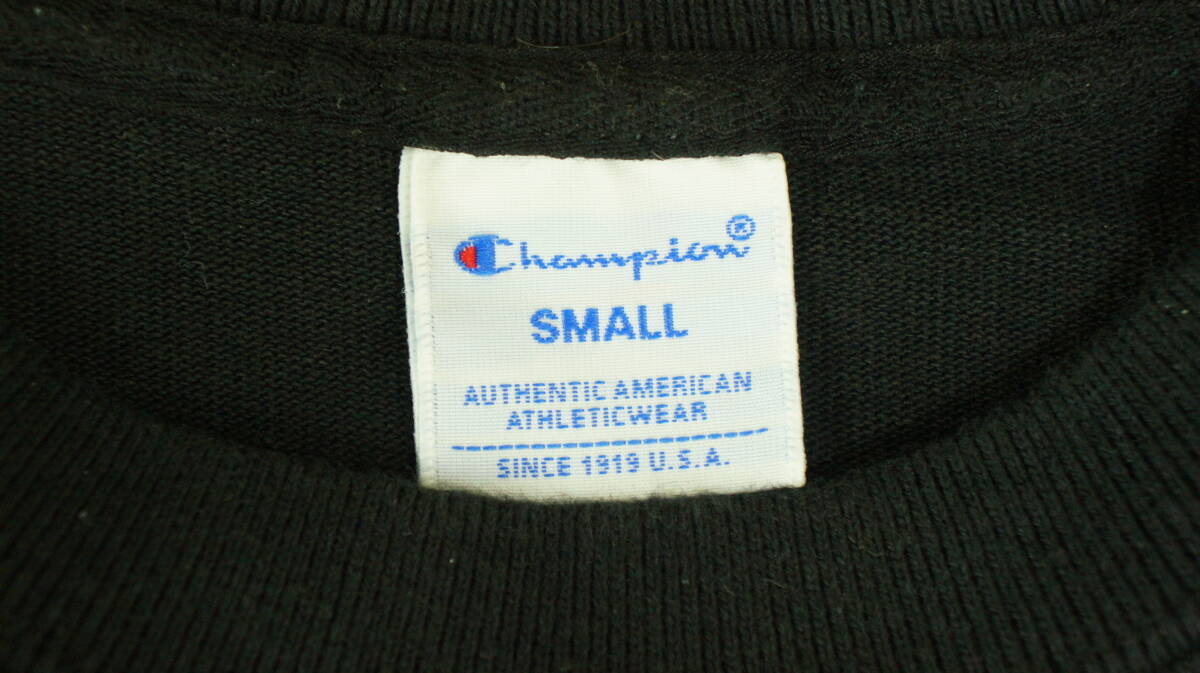 Champion®
SMALL
AUTHENTIC AMERICAN
ATHLETICWEAR
SINCE 1919 U.S.A.